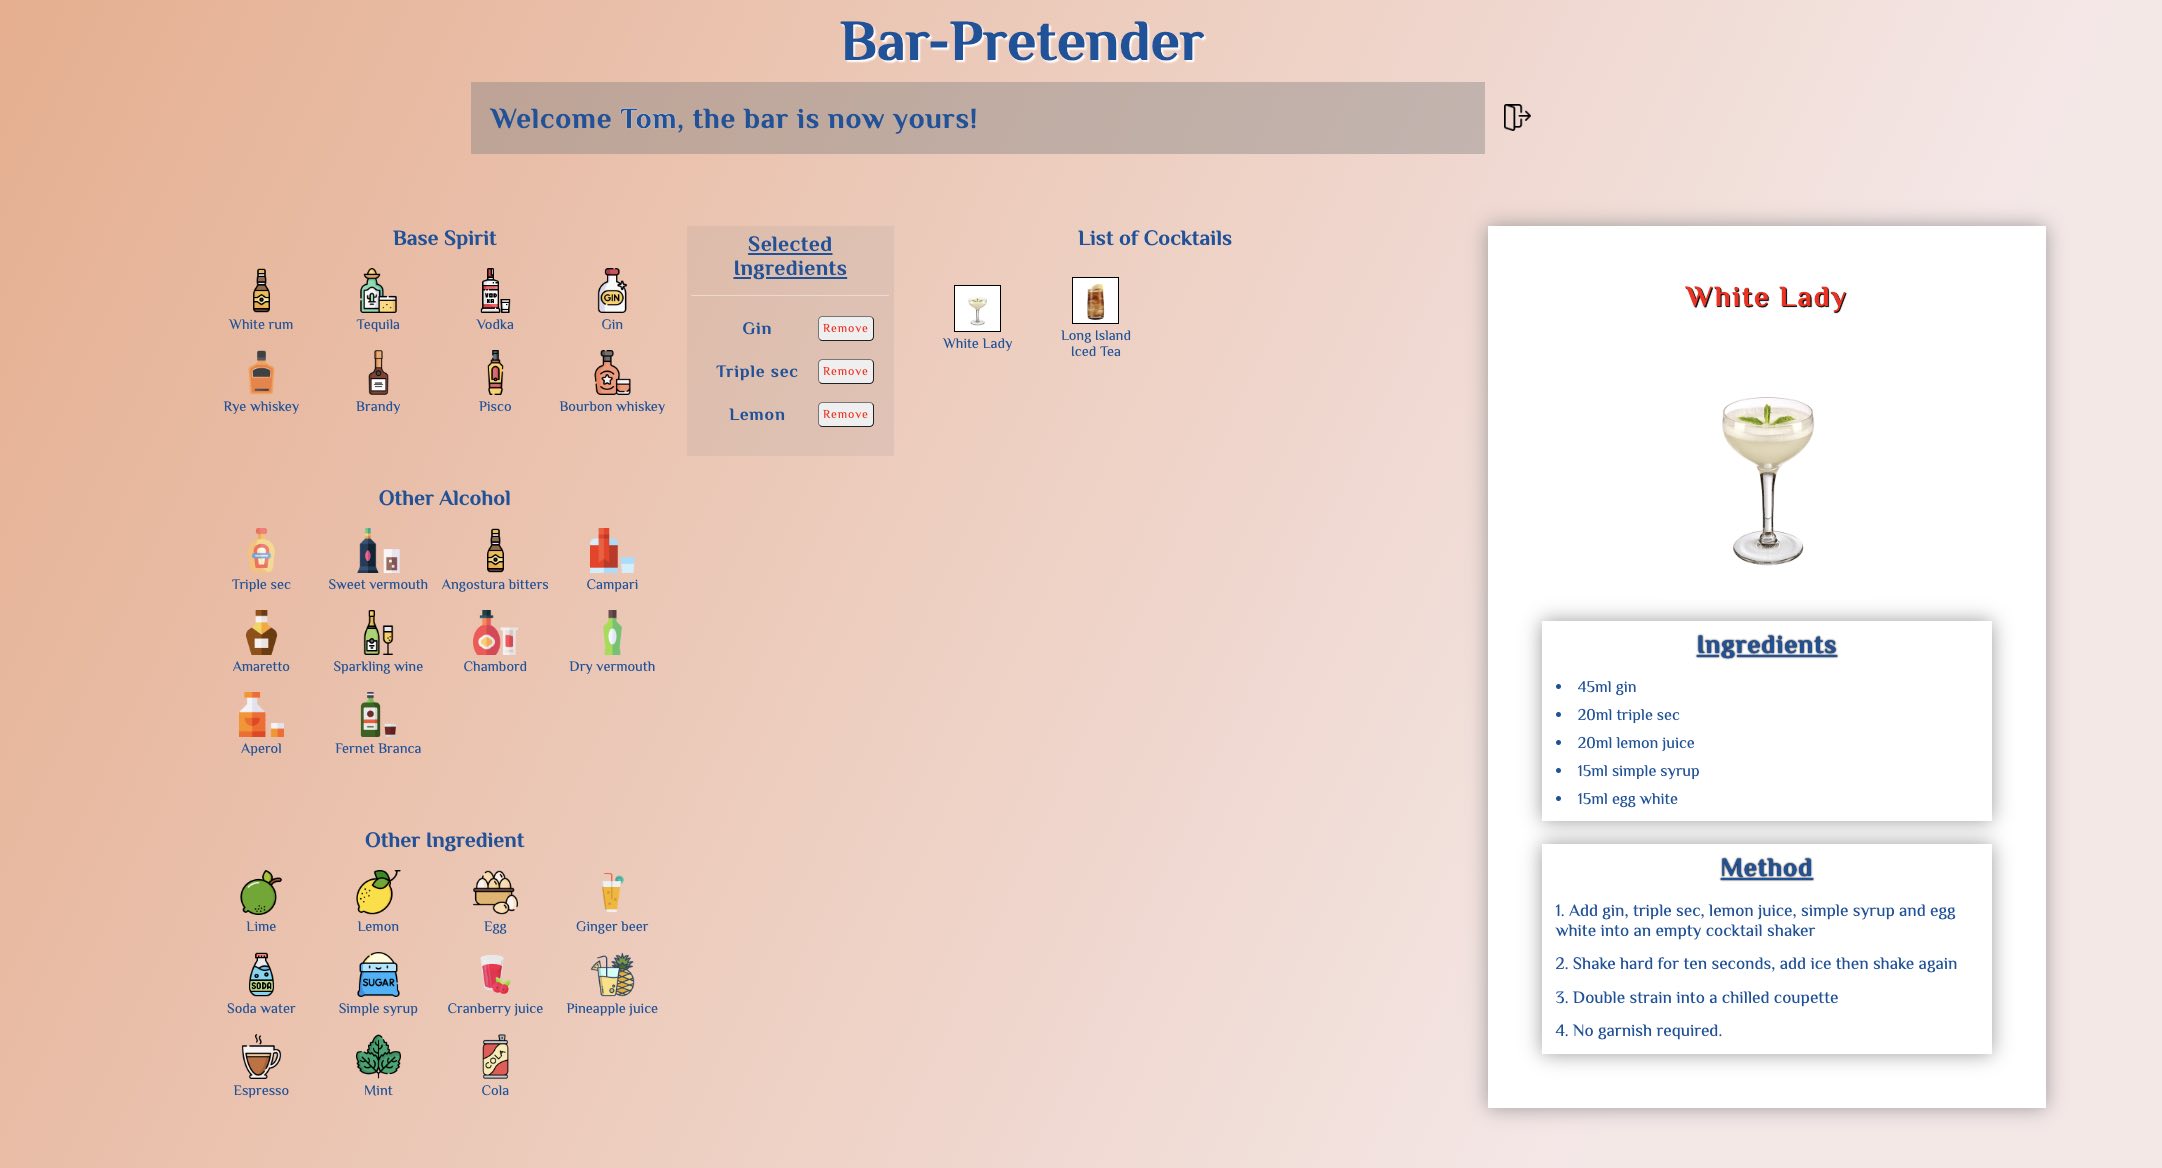 Bar-Pretender
Welcome Tom, the bar is now yours!
Base Spirit
White rum
Tequila
VOD
KA
Vodka
GIN
Gin
Rye whiskey
Brandy
Pisco
Bourbon whiskey
Other Alcohol
Triple sec
Sweet vermouth
Angostura bitters
Campari
Amaretto
Sparkling wine
Chambord
Dry vermouth
Aperol
Fernet Branca
Other Ingredient
Lime
Lemon
Egg
Ginger beer
SODA
Soda water
SUGAR
Simple syrup
Cranberry juice
Pineapple juice
Espresso
Mint
COLA
Cola
Selected
Ingredients
Gin Remove
Triple sec Remove
Lemon Remove
List of Cocktails
White Lady
Long Island
Iced Tea
White Lady
Ingredients
• 45ml gin
• 20ml triple sec
• 20ml lemon juice
• 15ml simple syrup
• 15ml egg white
Method
1. Add gin, triple sec, lemon juice, simple syrup and egg
white into an empty cocktail shaker
2. Shake hard for ten seconds, add ice then shake again
3. Double strain into a chilled coupette
4. No garnish required.